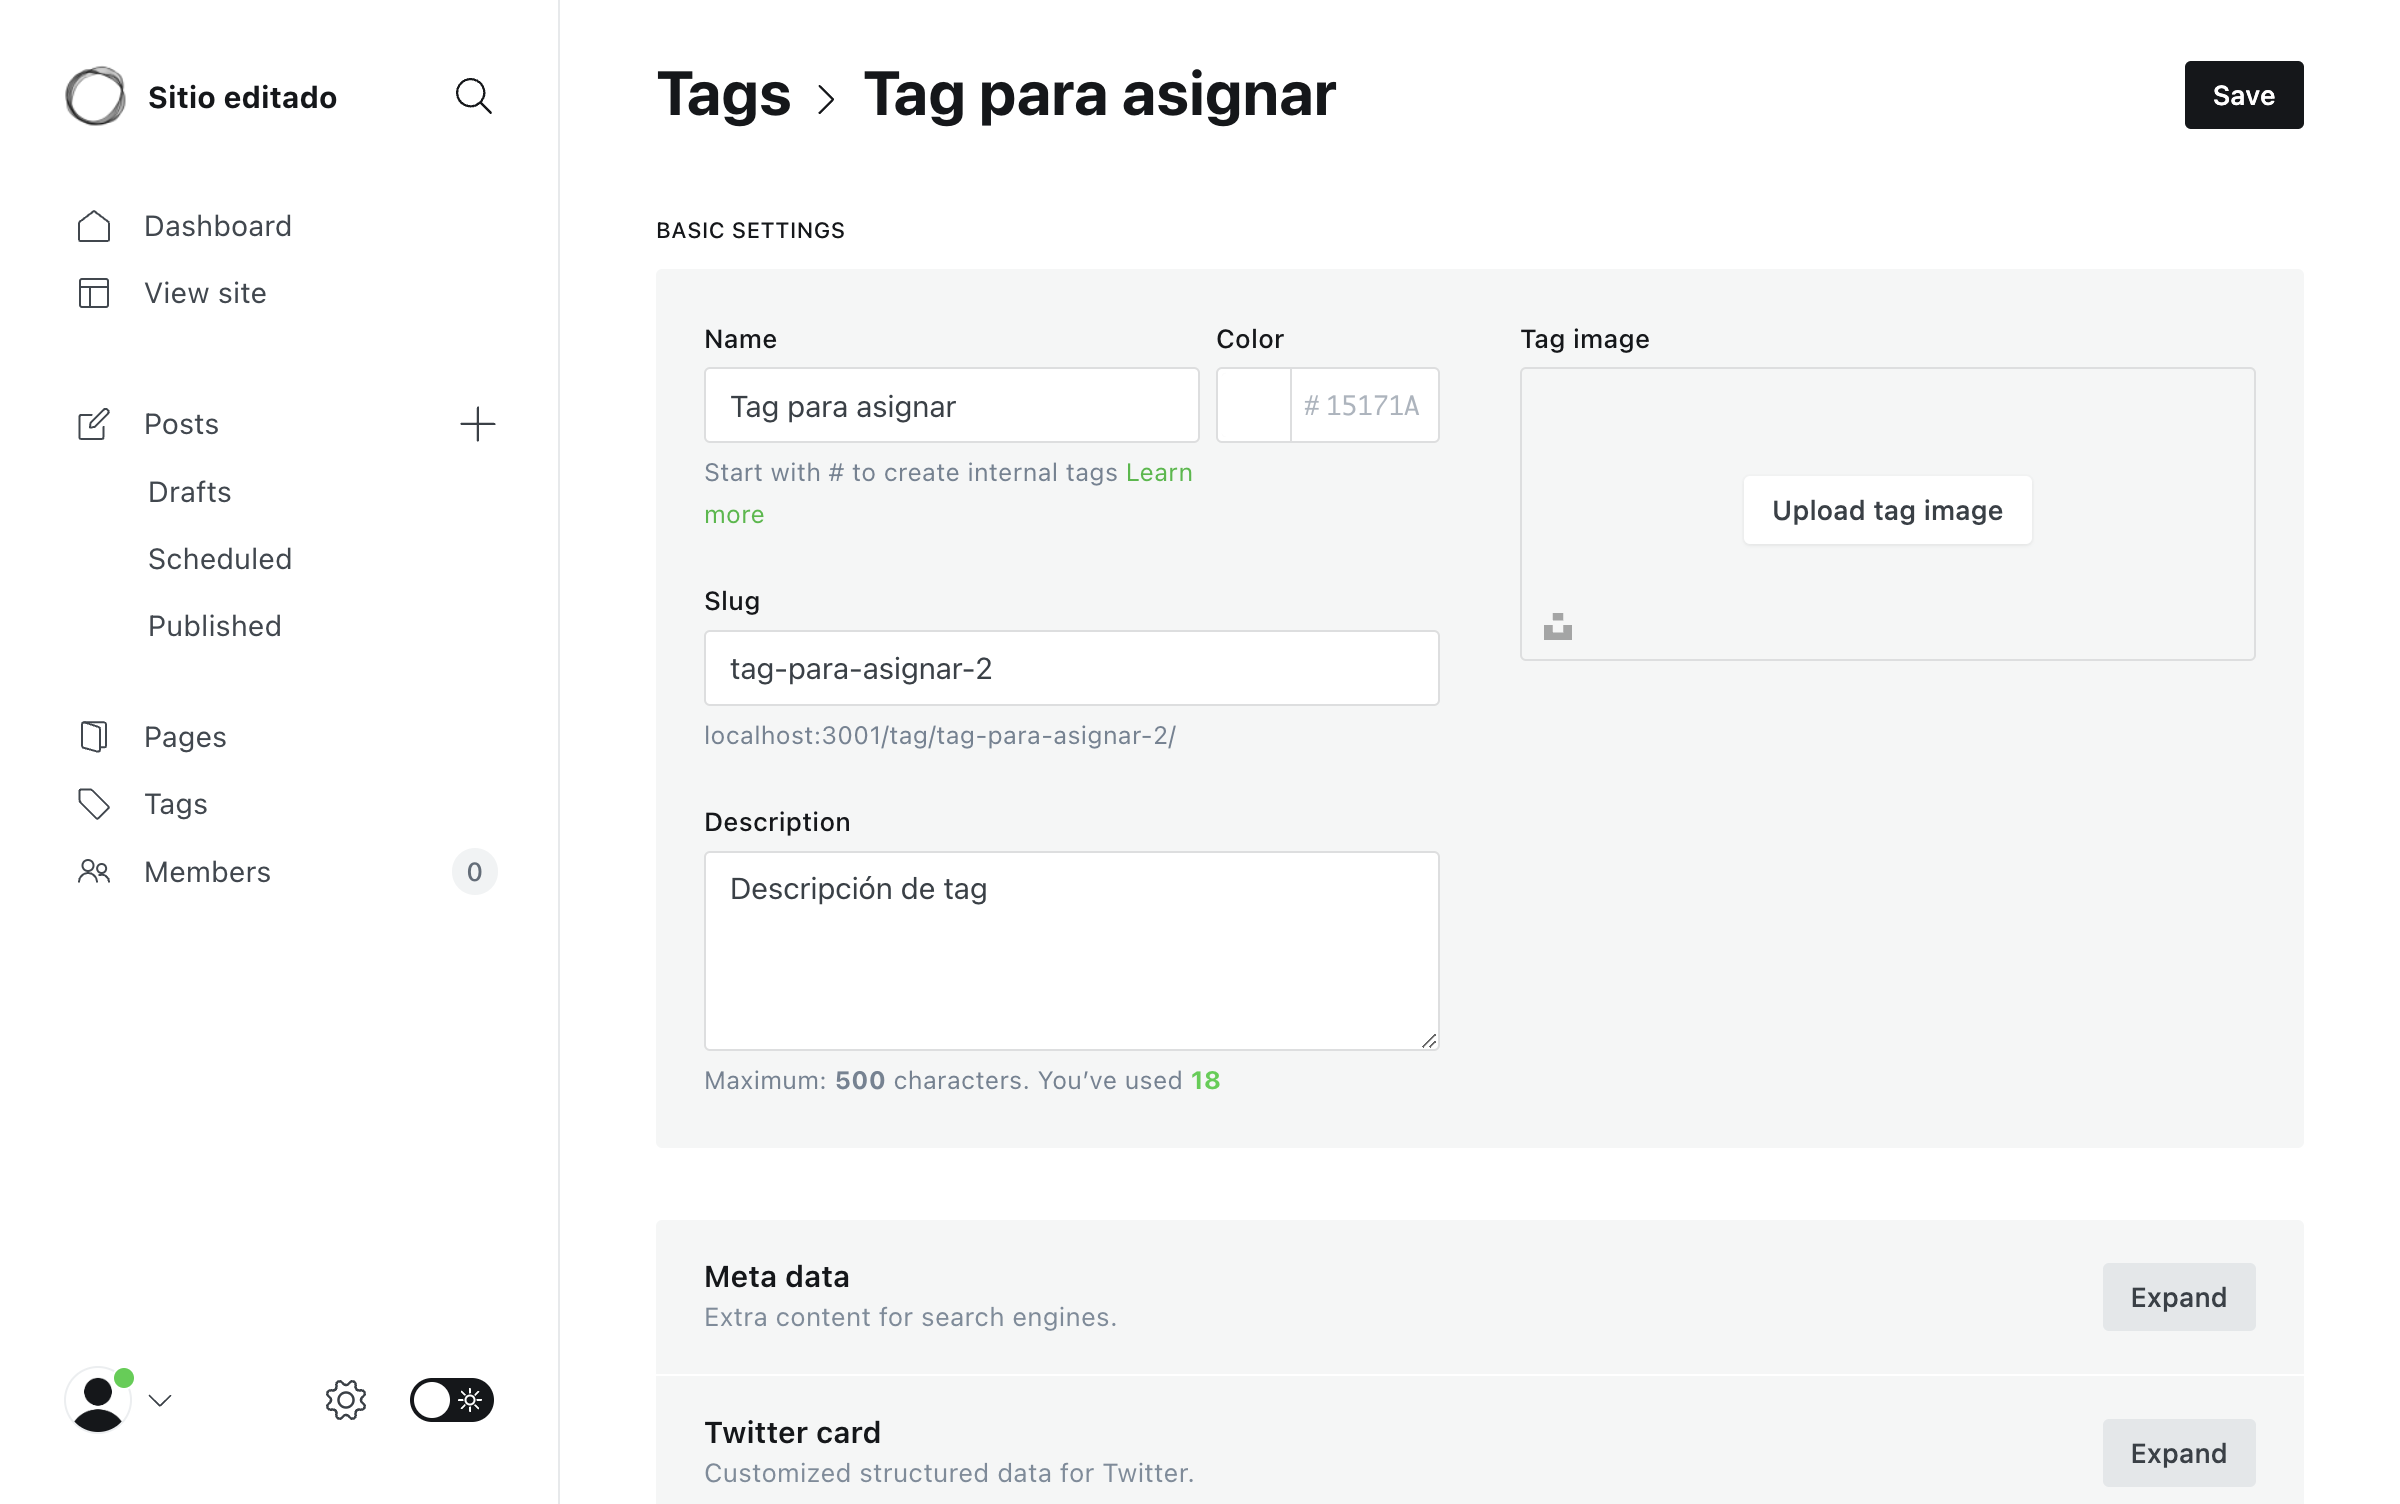 Sitio editado
Dashboard
View site
Posts
Drafts
Scheduled
Published
Pages
Tags
Members
0
Tags > Tag para asignar
Save
BASIC SETTINGS
Name
Tag para asignar
Start with # to create internal tags Learn
more
Color
# 15171A
Slug
tag-para-asignar-2
localhost:3001/tag/tag-para-asignar-2/
Description
Descripción de tag
Maximum: 500 characters. You’ve used 18
Tag image
Upload tag image
Meta data
Extra content for search engines.
Expand
Twitter card
Customized structured data for Twitter.
Expand